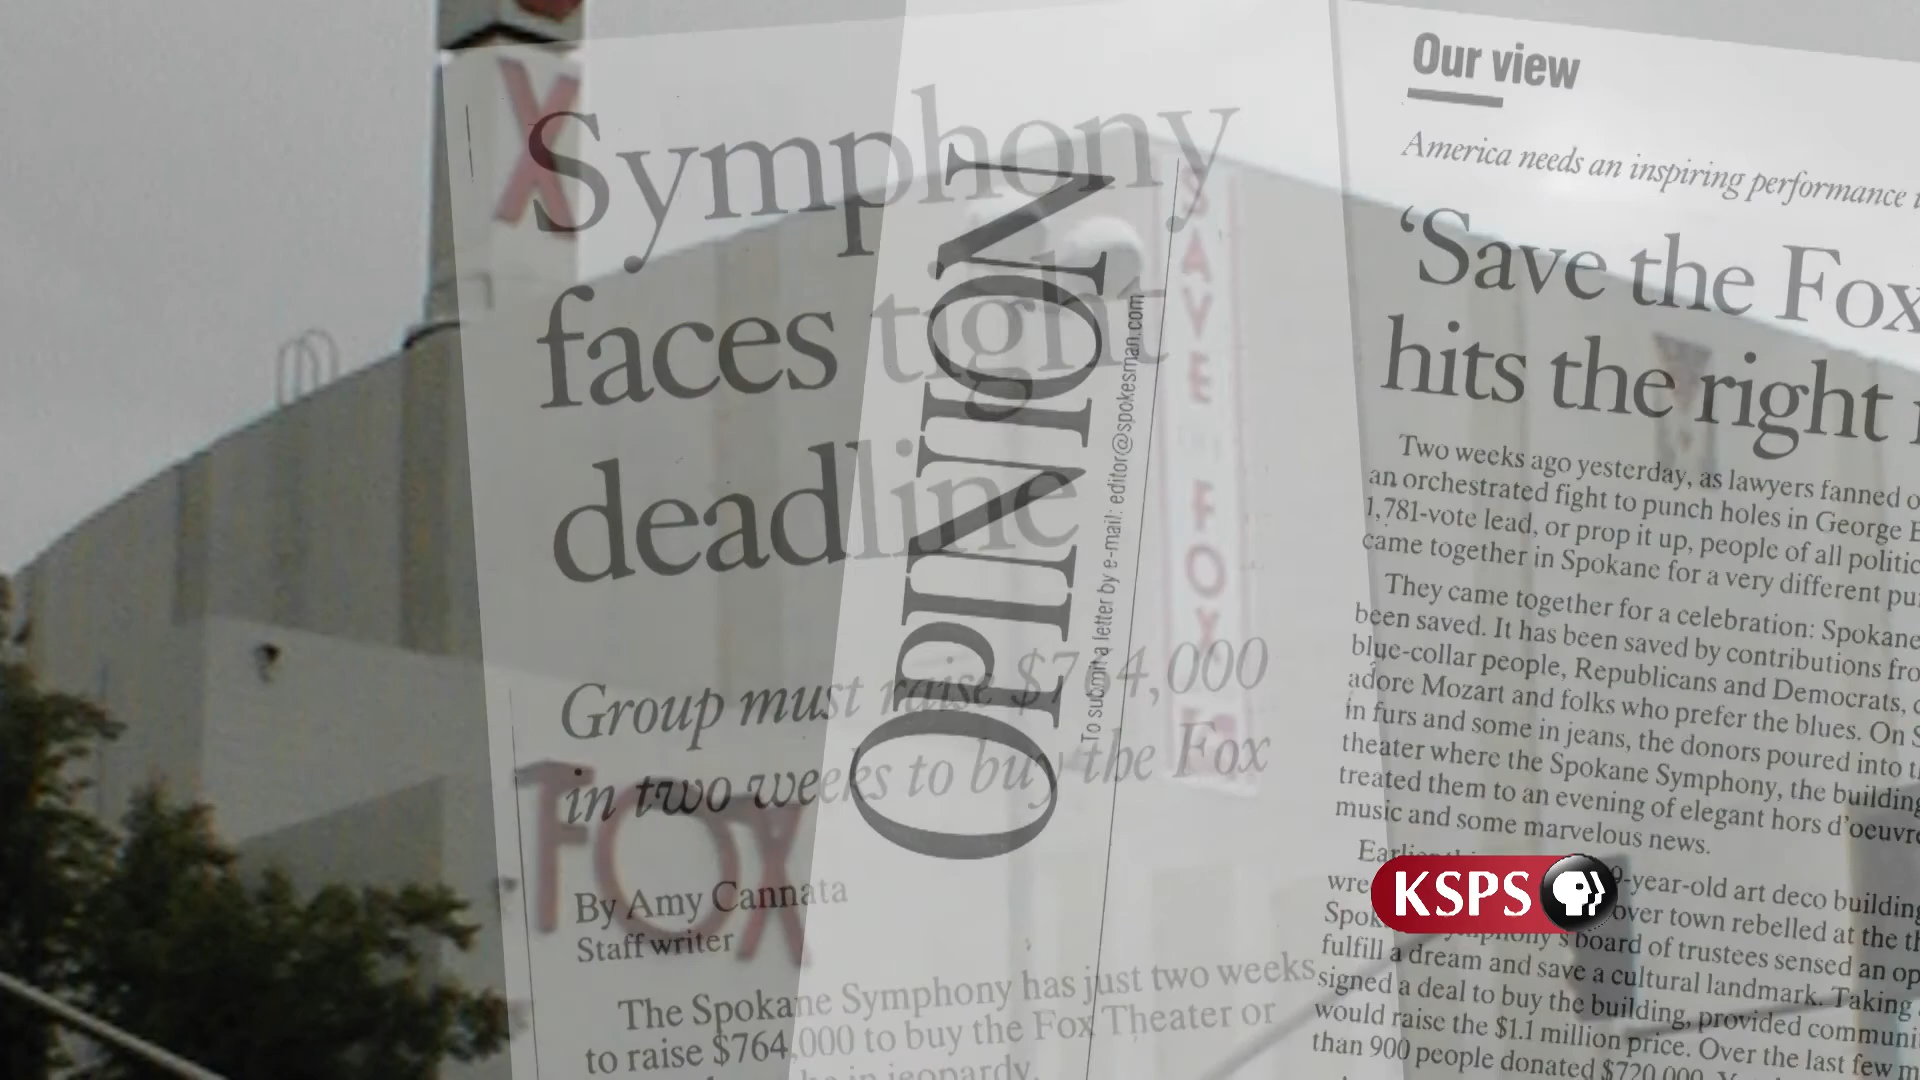 X
Symphony
faces tight
deadline
Group must raise $764,000
in two weeks to buy the Fox
By Amy Cannata
Staff writer
The Spokane Symphony has just two weeks
to raise $764,000 to buy the Fox Theater or
be in jeopardy.
FOX
OPINION
To submit a letter by e-mail: editor@spokesman.com
SAVE THE FOX
Our view
America needs an inspiring performance
‘Save the Fox
hits the right
Two weeks ago yesterday, as lawyers fanned
an orchestrated fight to punch holes in George
1,781-vote lead, or prop it up, people of all
came together in Spokane for a very different
They came together for a celebration: Spokane
been saved. It has been saved by contributions
blue-collar people, Republicans and Democrats,
adore Mozart and folks who prefer the blues. On
in furs and some in jeans, the donors poured into
theater where the Spokane Symphony, the building
treated them to an evening of elegant hors
music and some marvelous news.
-year-old art deco building
over town rebelled at the
board of trustees sensed an
fulfill a dream and save a cultural landmark. Taking
signed a deal to buy the building, provided
would raise the $1.1 million price. Over the last few
than 900 people donated $720,000.
KSPS